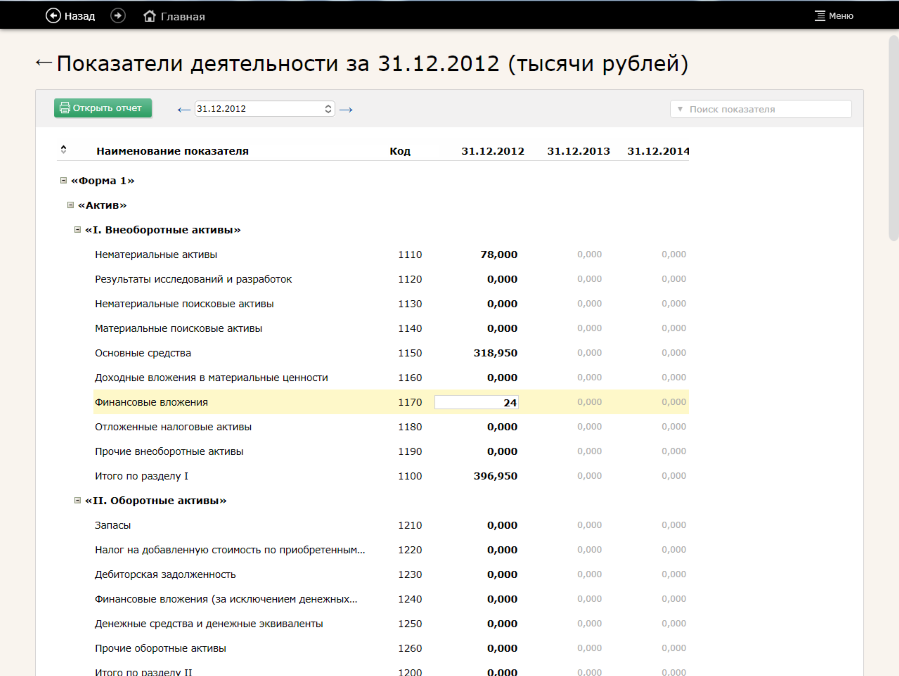 Назад Главная Меню
←Показатели деятельности за 31.12.2012 (тысячи рублей)
Открыть отчет ← 31.12.2012 → Поиск показателя
Наименование показателя Код 31.12.2012 31.12.2013 31.12.2014
«Форма 1»
«Актив»
«I. Внеоборотные активы»
Нематериальные активы 1110 78,000 0,000 0,000
Результаты исследований и разработок 1120 0,000 0,000 0,000
Нематериальные поисковые активы 1130 0,000 0,000 0,000
Материальные поисковые активы 1140 0,000 0,000 0,000
Основные средства 1150 318,950 0,000 0,000
Доходные вложения в материальные ценности 1160 0,000 0,000 0,000
Финансовые вложения 1170 24 0,000 0,000
Отложенные налоговые активы 1180 0,000 0,000 0,000
Прочие внеоборотные активы 1190 0,000 0,000 0,000
Итого по разделу I 1100 396,950 0,000 0,000
«II. Оборотные активы»
Запасы 1210 0,000 0,000 0,000
Налог на добавленную стоимость по приобретенным... 1220 0,000 0,000 0,000
Дебиторская задолженность 1230 0,000 0,000 0,000
Финансовые вложения (за исключением денежных... 1240 0,000 0,000 0,000
Денежные средства и денежные эквиваленты 1250 0,000 0,000 0,000
Прочие оборотные активы 1260 0,000 0,000 0,000
Итого по разделу II 1200 0,000 0,000 0,000